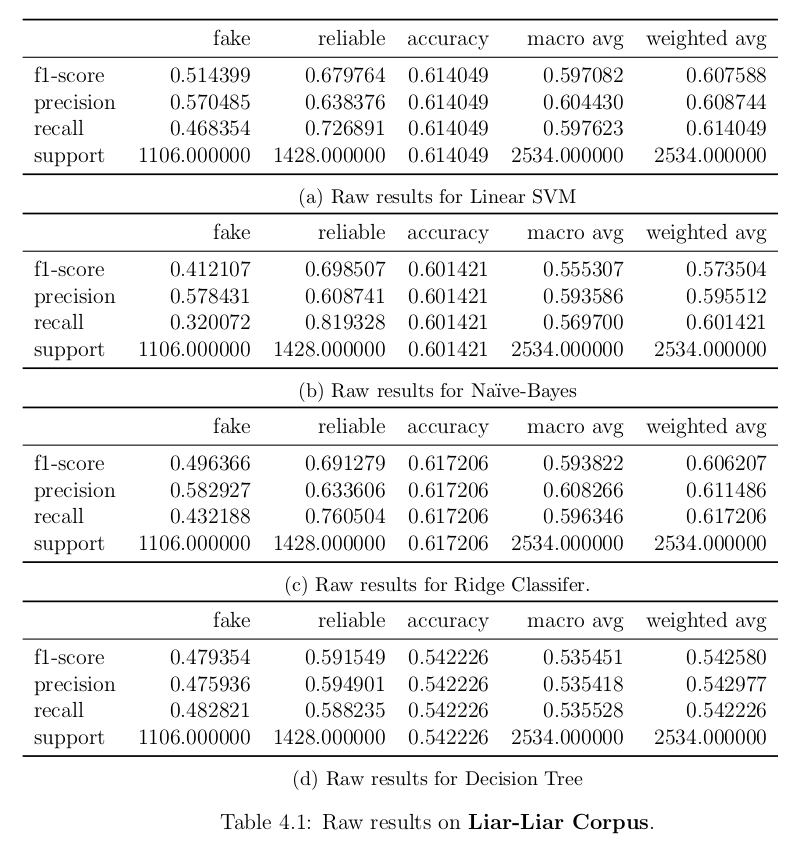 fake reliable accuracy macro avg weighted avg
f1-score 0.514399 0.679764 0.614049 0.597082 0.607588
precision 0.570485 0.638376 0.614049 0.604430 0.608744
recall 0.468354 0.726891 0.614049 0.597623 0.614049
support 1106.000000 1428.000000 0.614049 2534.000000 2534.000000
(a) Raw results for Linear SVM
fake reliable accuracy macro avg weighted avg
f1-score 0.412107 0.698507 0.601421 0.555307 0.573504
precision 0.578431 0.608741 0.601421 0.593586 0.595512
recall 0.320072 0.819328 0.601421 0.569700 0.601421
support 1106.000000 1428.000000 0.601421 2534.000000 2534.000000
(b) Raw results for Naïve-Bayes
fake reliable accuracy macro avg weighted avg
f1-score 0.496366 0.691279 0.617206 0.593822 0.606207
precision 0.582927 0.633606 0.617206 0.608266 0.611486
recall 0.432188 0.760504 0.617206 0.596346 0.617206
support 1106.000000 1428.000000 0.617206 2534.000000 2534.000000
(c) Raw results for Ridge Classifer.
fake reliable accuracy macro avg weighted avg
f1-score 0.479354 0.591549 0.542226 0.535451 0.542580
precision 0.475936 0.594901 0.542226 0.535418 0.542977
recall 0.482821 0.588235 0.542226 0.535528 0.542226
support 1106.000000 1428.000000 0.542226 2534.000000 2534.000000
(d) Raw results for Decision Tree
Table 4.1: Raw results on Liar-Liar Corpus.